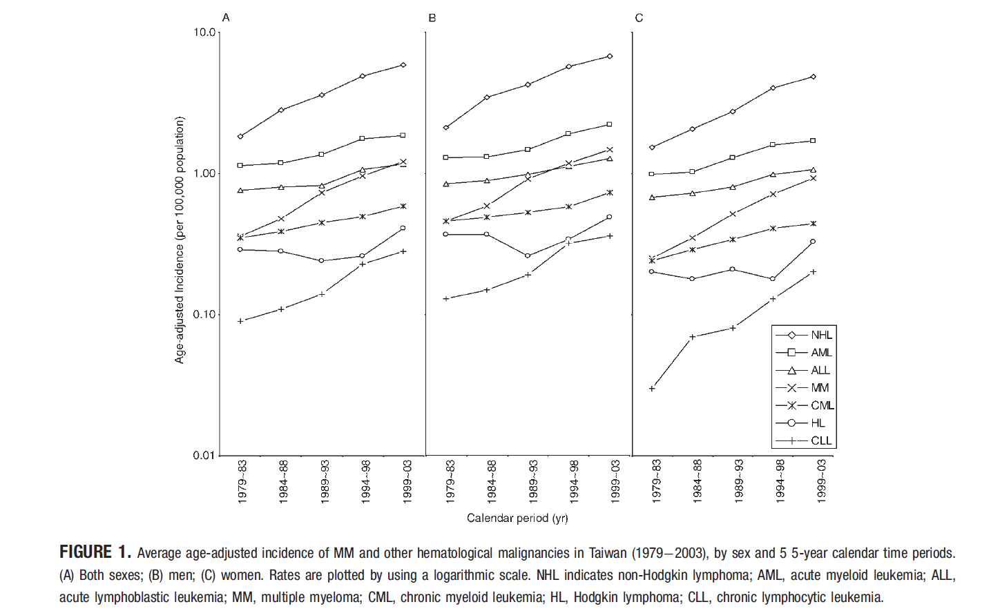 A
B
C
10.0
1.00
0.10
0.01
Age-adjusted Incidence (per 100,000 population)
1979~83
1984~88
1989~93
1994~98
1999~03
1979~83
1984~88
1989~93
1994~98
1999~03
1979~83
1984~88
1989~93
1994~98
1999~03
Calendar period (yr)
NHL
AML
ALL
MM
CML
HL
CLL
FIGURE 1. Average age-adjusted incidence of MM and other hematological malignancies in Taiwan (1979−2003), by sex and 5 5-year calendar time periods.
(A) Both sexes; (B) men; (C) women. Rates are plotted by using a logarithmic scale. NHL indicates non-Hodgkin lymphoma; AML, acute myeloid leukemia; ALL,
acute lymphoblastic leukemia; MM, multiple myeloma; CML, chronic myeloid leukemia; HL, Hodgkin lymphoma; CLL, chronic lymphocytic leukemia.